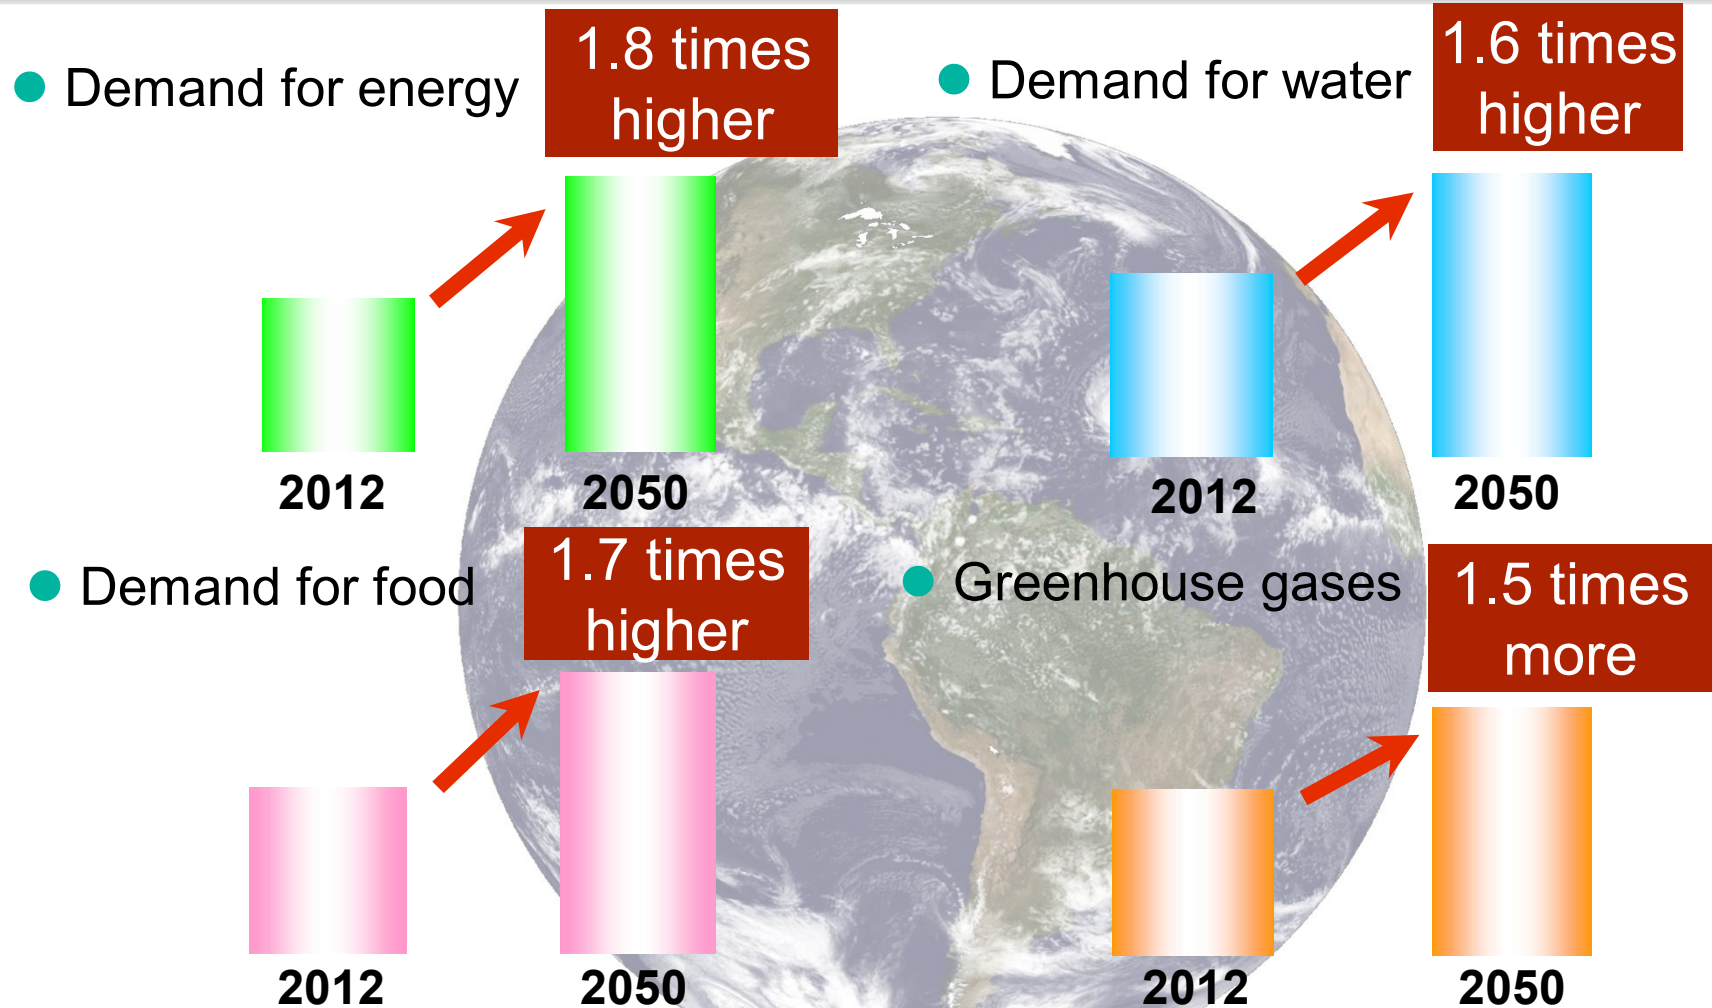 Demand for energy
1.8 times
higher
2012
2050
Demand for water
1.6 times
higher
2012
2050
Demand for food
1.7 times
higher
2012
2050
Greenhouse gases
1.5 times
more
2012
2050